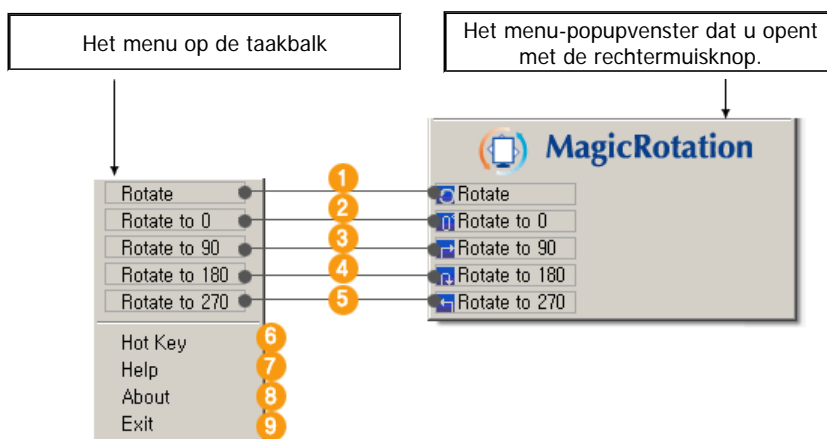 Het menu op de taakbalk
Het menu-popupvenster dat u opent
met de rechtermuisknop.
MagicRotation
Rotate
1
Rotate
Rotate to 0
2
Rotate to 0
Rotate to 90
3
Rotate to 90
Rotate to 180
4
Rotate to 180
Rotate to 270
5
Rotate to 270
Hot Key
6
Help
7
About
8
Exit
9